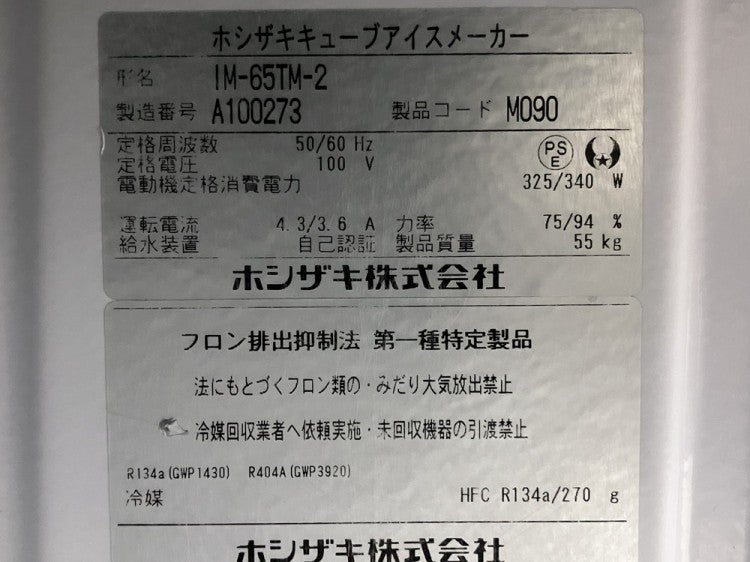 ホシザキキューブアイスメーカー
形名 IM-65TM-2
製造番号 A100273 製品コード M090
定格周波数 50/60 Hz
定格電圧 100 V
PS E
電動機定格消費電力 325/340 W
運転電流 4.3/3.6 A 力率 75/94 %
給水装置 自己認証 製品質量 55 kg
ホシザキ株式会社
フロン排出抑制法 第一種特定製品
法にもとづくフロン類の・みだり大気放出禁止
冷媒回収業者へ依頼実施・未回収機器の引渡禁止
R134a(GWP1430) R404A(GWP3920)
冷媒 HFC R134a/270 g
ホシザキ株式会社